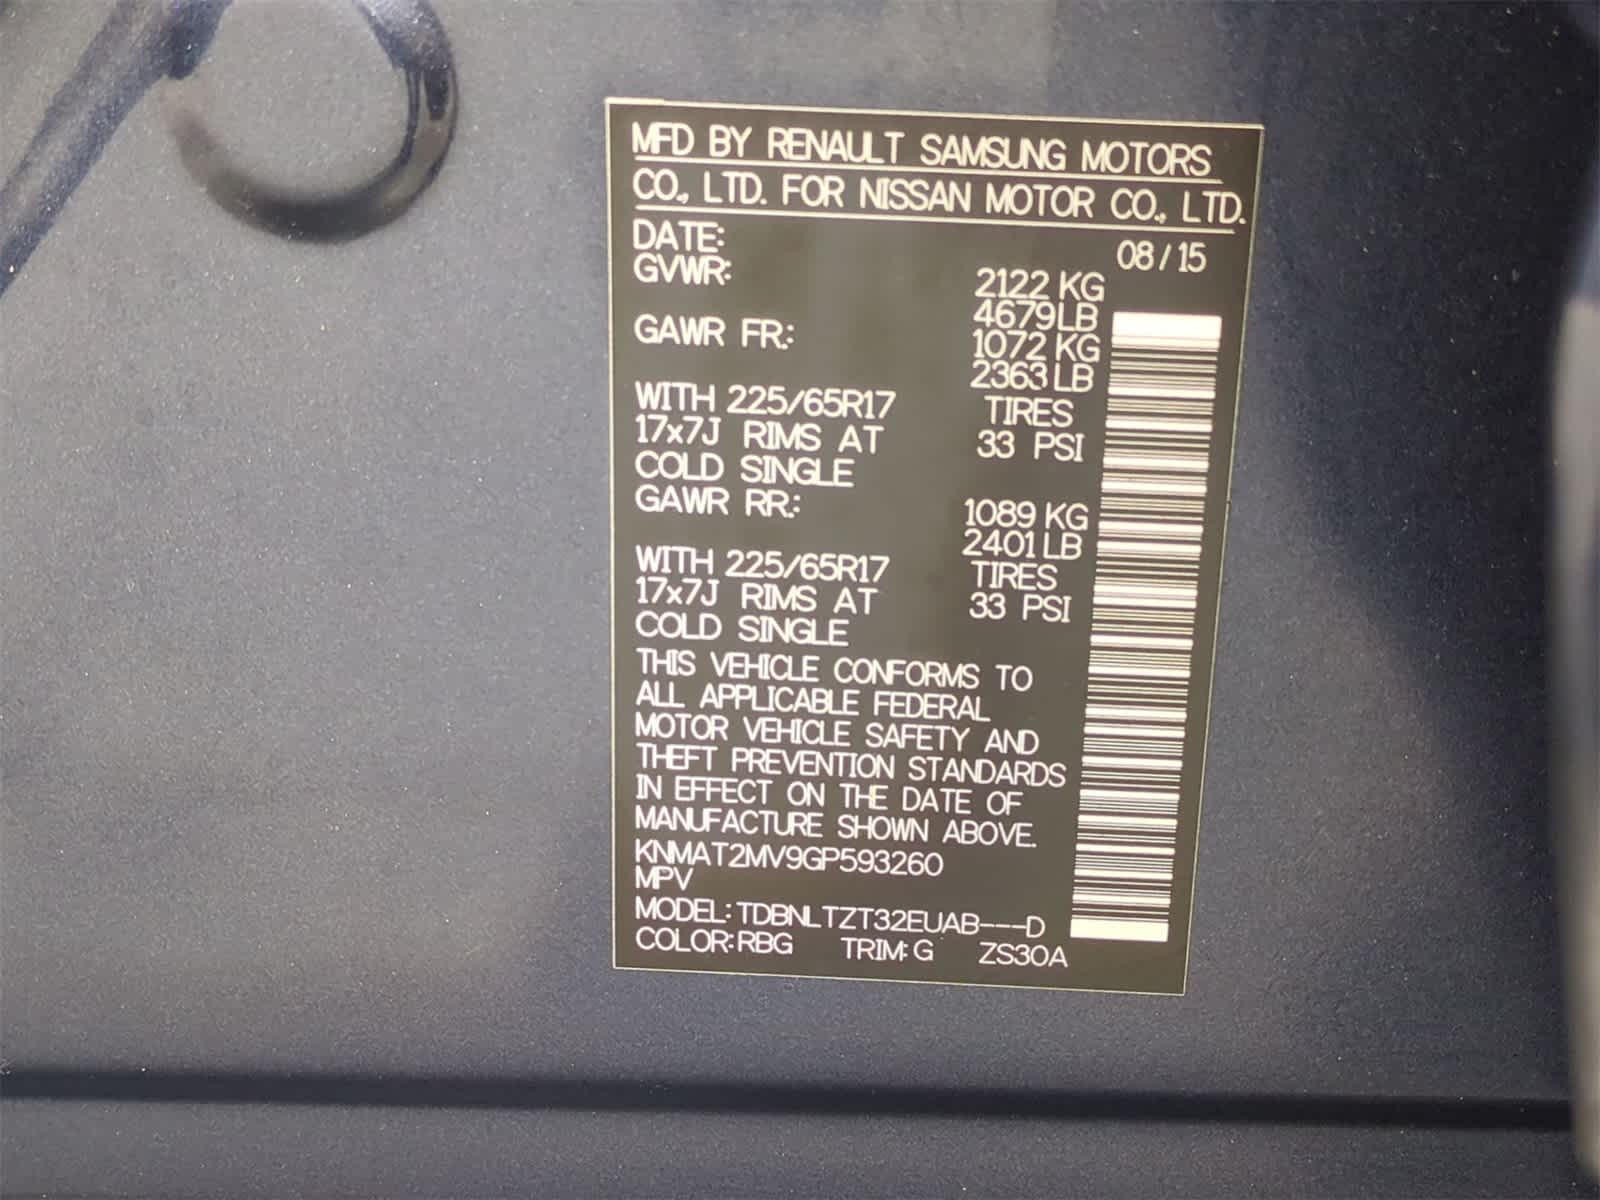 MFD BY RENAULT SAMSUNG MOTORS
CO., LTD. FOR NISSAN MOTOR CO., LTD.
DATE: 08/15
GVWR: 2122 KG
4679 LB
GAWR FR.: 1072 KG
2363 LB
WITH 225/65R17 TIRES
17x7J RIMS AT 33 PSI
COLD SINGLE
GAWR RR.: 1089 KG
2401 LB
WITH 225/65R17 TIRES
17x7J RIMS AT 33 PSI
COLD SINGLE
THIS VEHICLE CONFORMS TO
ALL APPLICABLE FEDERAL
MOTOR VEHICLE SAFETY AND
THEFT PREVENTION STANDARDS
IN EFFECT ON THE DATE OF
MANUFACTURE SHOWN ABOVE.
KNMAT2MV9GP593260
MPV
MODEL: TDBNLTZT32EUAB---D
COLOR: RBG TRIM: G ZS30A